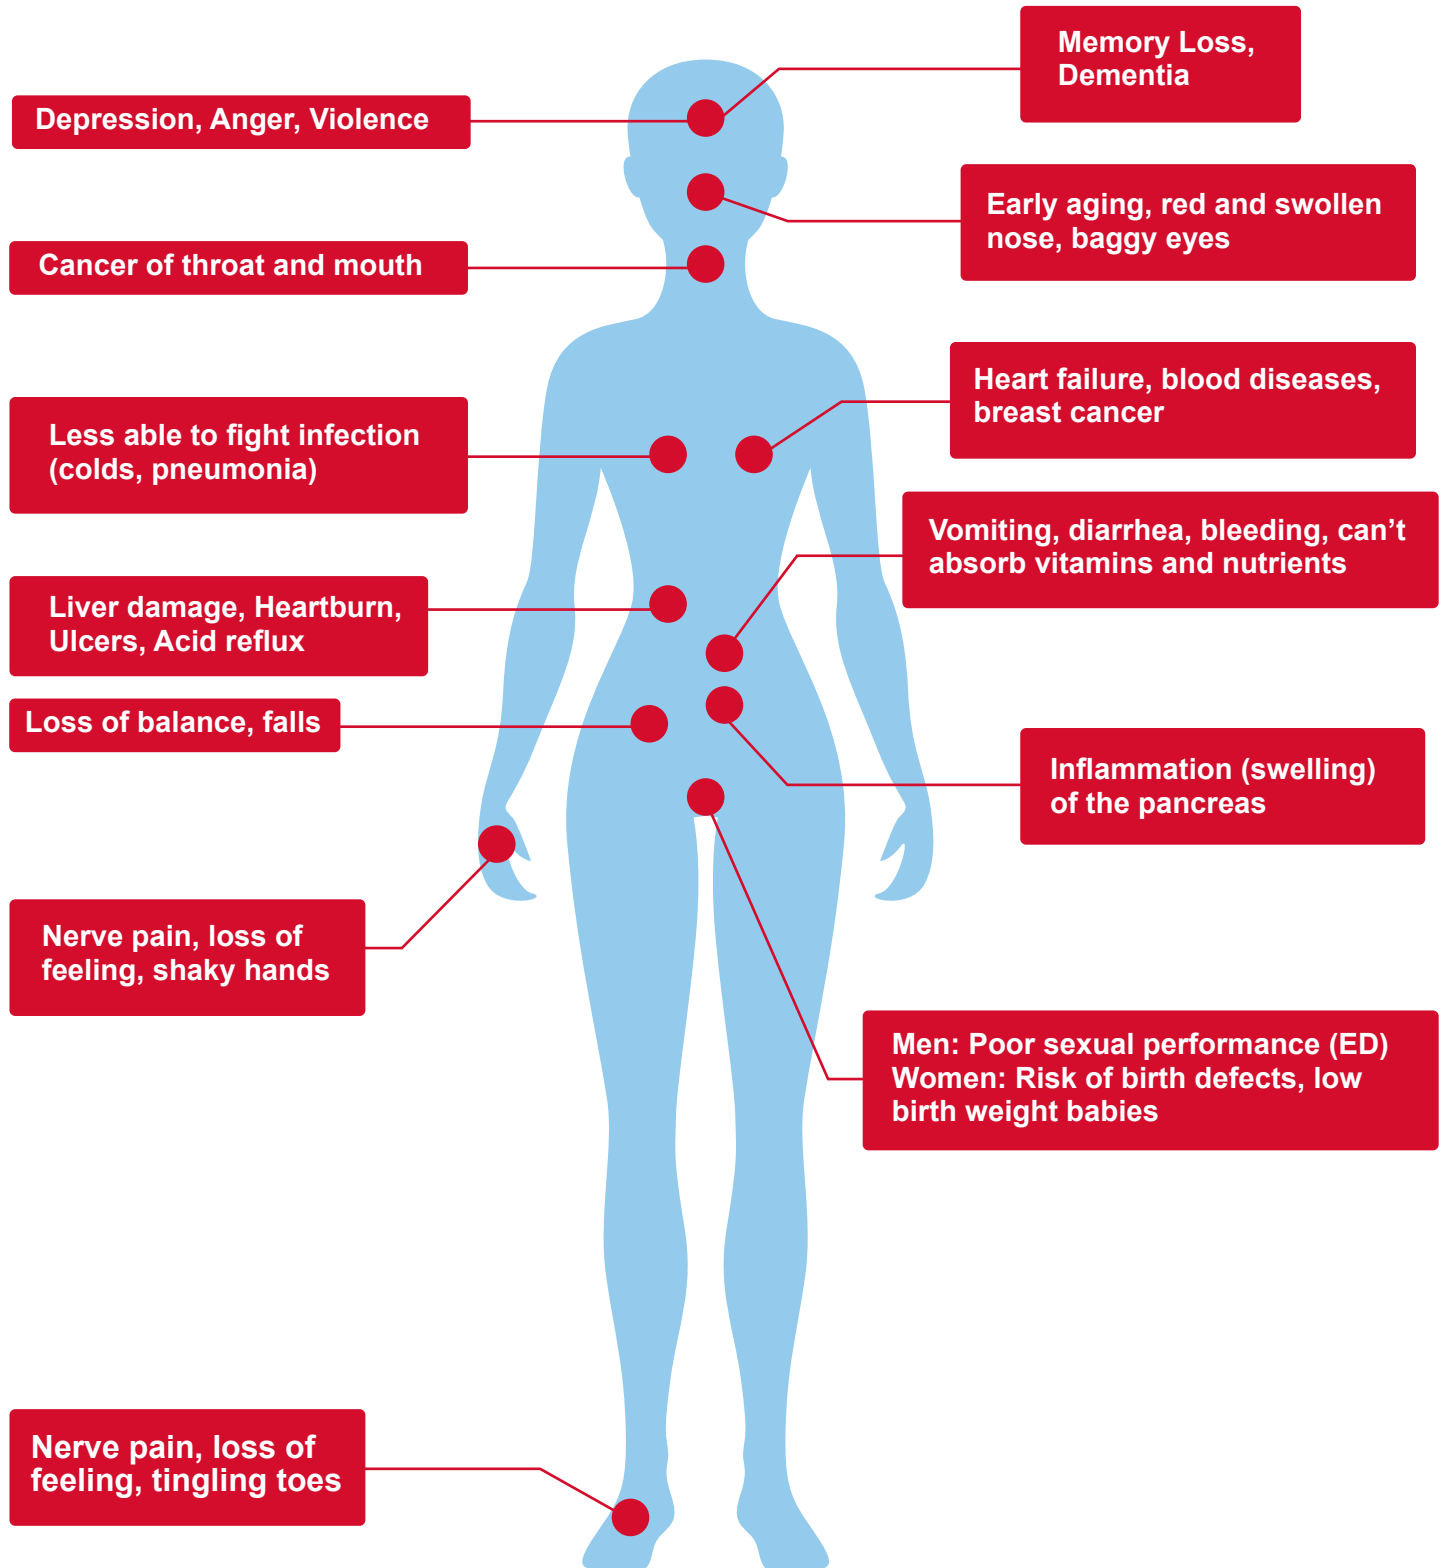 Memory Loss,
Dementia
Depression, Anger, Violence
Early aging, red and swollen
nose, baggy eyes
Cancer of throat and mouth
Heart failure, blood diseases,
breast cancer
Less able to fight infection
(colds, pneumonia)
Vomiting, diarrhea, bleeding, can’t
absorb vitamins and nutrients
Liver damage, Heartburn,
Ulcers, Acid reflux
Loss of balance, falls
Inflammation (swelling)
of the pancreas
Nerve pain, loss of
feeling, shaky hands
Men: Poor sexual performance (ED)
Women: Risk of birth defects, low
birth weight babies
Nerve pain, loss of
feeling, tingling toes